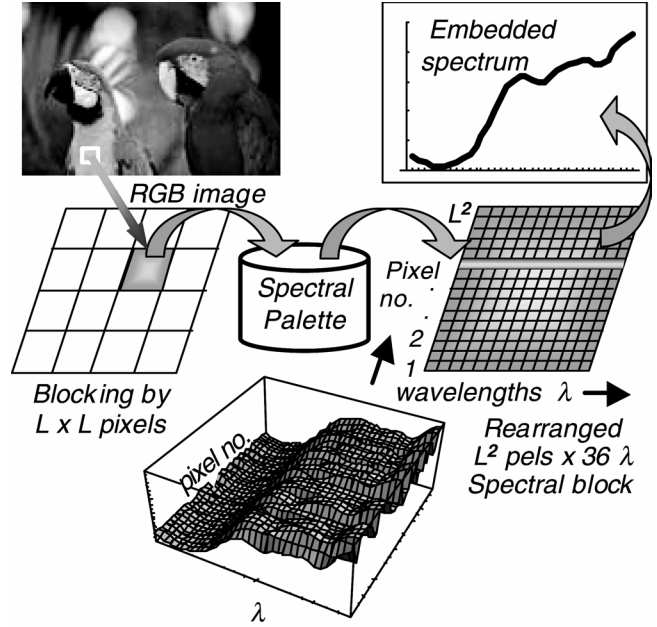 Embedded
spectrum
RGB image
L²
Spectral
Palette
Pixel
no.
.
2
1
Blocking by
L x L pixels
wavelengths λ
Rearranged
L² pels x 36 λ
Spectral block
pixel no.
λ